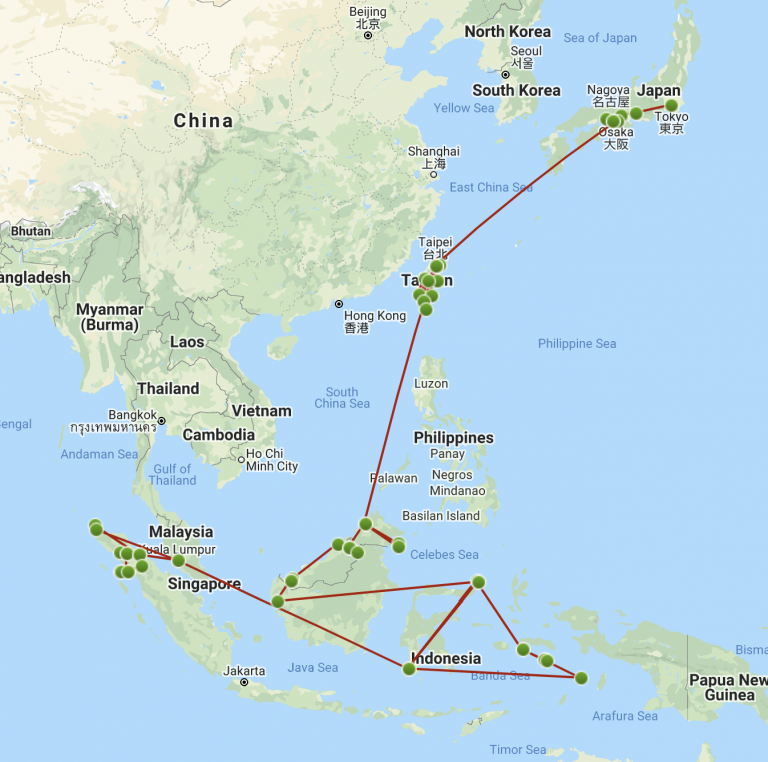 Beijing
北京
North Korea
Sea of Japan
Seoul
서울
South Korea
Nagoya
名古屋
Japan
Tokyo
東京
Osaka
大阪
Yellow Sea
China
Shanghai
上海
East China Sea
Bhutan
Taipei
台北
angladesh
Myanmar
(Burma)
Hong Kong
香港
Laos
Philippine Sea
Thailand
South
China Sea
Luzon
Vietnam
Bangkok
กรุงเทพมหานคร
engal
Cambodia
Philippines
Panay
Andaman Sea
Ho Chi
Minh City
Gulf of
Thailand
Palawan
Negros
Mindanao
Basilan Island
Malaysia
Kuala Lumpur
Celebes Sea
Singapore
Indonesia
Jakarta
Java Sea
Banda Sea
Bisma
Papua New
Guinea
Arafura Sea
Timor Sea